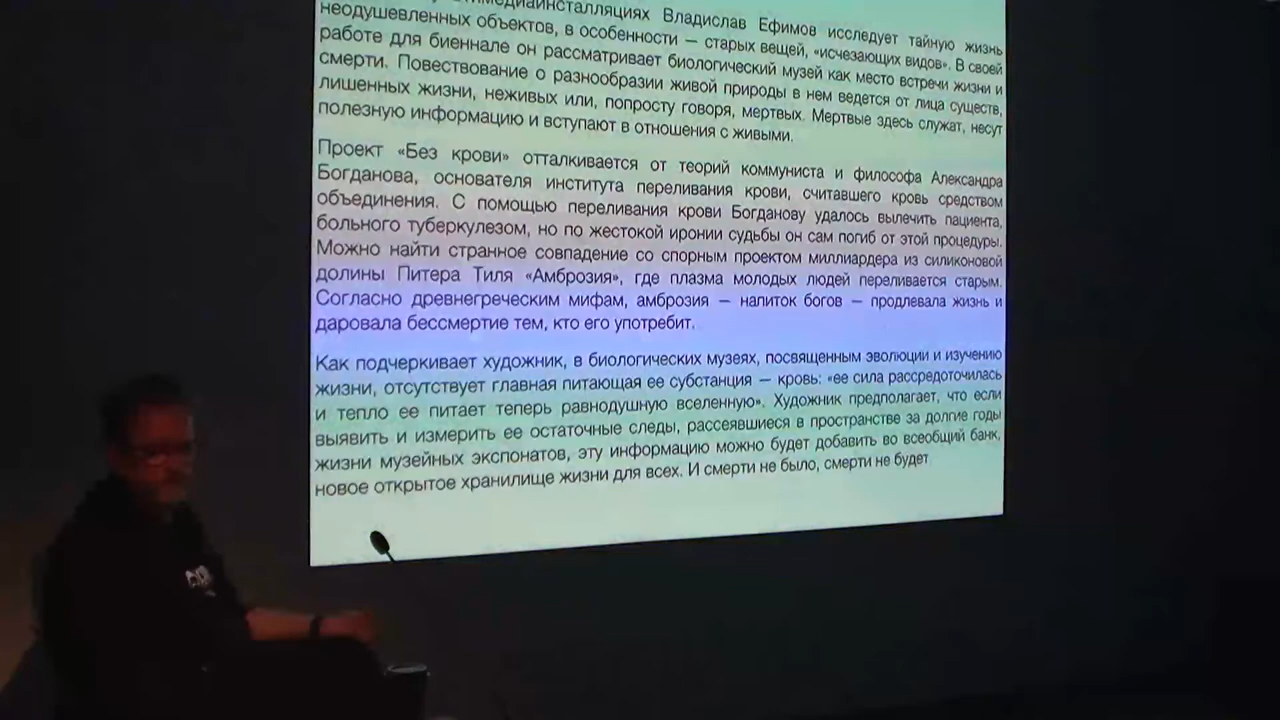 Владислав Ефимов исследует тайную жизнь
неодушевленных объектов, в особенности — старых вещей, «исчезающих видов». В своей
работе для биеннале он рассматривает биологический музей как место встречи жизни и
смерти. Повествование о разнообразии живой природы в нем ведется от лица существ,
лишенных жизни, неживых или, попросту говоря, мертвых. Мертвые здесь служат, несут
полезную информацию и вступают в отношения с живыми.
Проект «Без крови» отталкивается от теорий коммуниста и философа Александра
Богданова, основателя института переливания крови, считавшего кровь средством
объединения. С помощью переливания крови Богданову удалось вылечить пациента,
больного туберкулезом, но по жестокой иронии судьбы он сам погиб от этой процедуры.
Можно найти странное совпадение со спорным проектом миллиардера из силиконовой
долины Питера Тиля «Амброзия», где плазма молодых людей переливается старым.
Согласно древнегреческим мифам, амброзия — напиток богов — продлевала жизнь и
даровала бессмертие тем, кто его употребит.
Как подчеркивает художник, в биологических музеях, посвященным эволюции и изучению
жизни, отсутствует главная питающая ее субстанция — кровь: «ее сила рассредоточилась
и тепло ее питает теперь равнодушную вселенную». Художник предполагает, что если
выявить и измерить ее остаточные следы, рассеявшиеся в пространстве за долгие годы
жизни музейных экспонатов, эту информацию можно будет добавить во всеобщий банк,
новое открытое хранилище жизни для всех. И смерти не было, смерти не будет